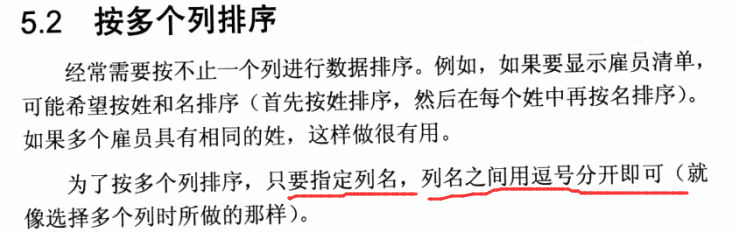 5.2 按多个列排序
经常需要按不止一个列进行数据排序。例如，如果要显示雇员清单，
可能希望按姓和名排序（首先按姓排序，然后在每个姓中再按名排序）。
如果多个雇员具有相同的姓，这样做很有用。
为了按多个列排序，只要指定列名，列名之间用逗号分开即可（就
像选择多个列时所做的那样）。